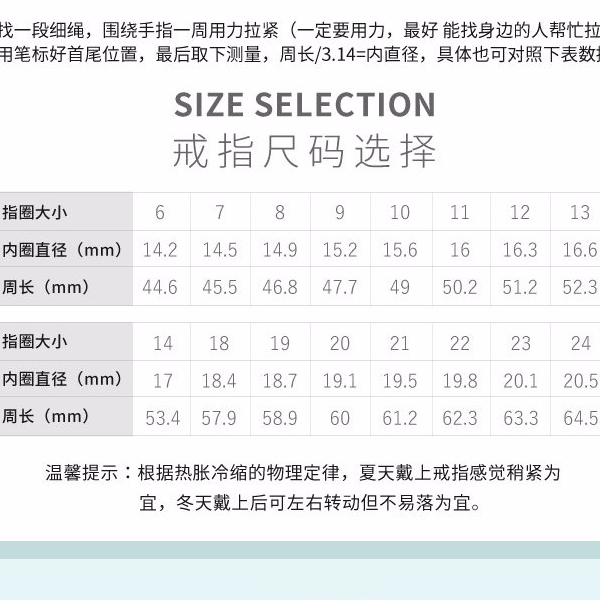 找一段细绳，围绕手指一周用力拉紧（一定要用力，最好 能找身边的人帮忙拉
用笔标好首尾位置，最后取下测量，周长/3.14=内直径，具体也可对照下表数据
SIZE SELECTION
戒指尺码选择
指圈大小 6 7 8 9 10 11 12 13
内圈直径（mm） 14.2 14.5 14.9 15.2 15.6 16 16.3 16.6
周长（mm） 44.6 45.5 46.8 47.7 49 50.2 51.2 52.3
指圈大小 14 18 19 20 21 22 23 24
内圈直径（mm） 17 18.4 18.7 19.1 19.5 19.8 20.1 20.5
周长（mm） 53.4 57.9 58.9 60 61.2 62.3 63.3 64.5
温馨提示：根据热胀冷缩的物理定律，夏天戴上戒指感觉稍紧为
宜，冬天戴上后可左右转动但不易落为宜。